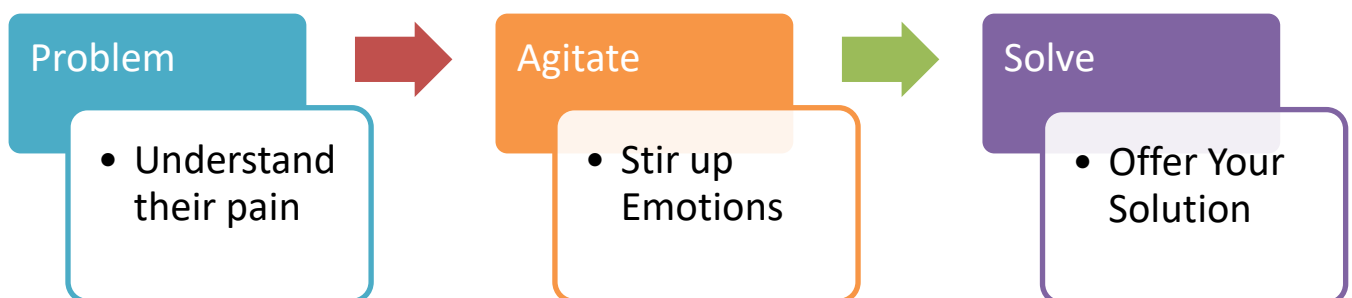 Problem
• Understand
their pain
Agitate
• Stir up
Emotions
Solve
• Offer Your
Solution